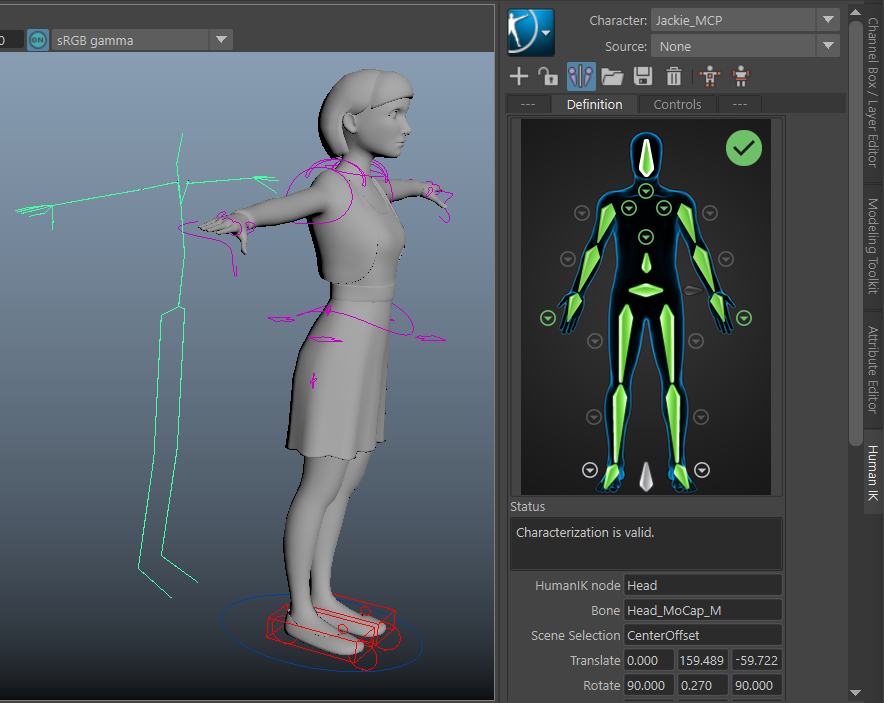 0 ON sRGB gamma
Character: Jackie_MCP
Source: None
--- Definition Controls ---
Status
Characterization is valid.
HumanIK node Head
Bone Head_MoCap_M
Scene Selection CenterOffset
Translate 0.000 159.489 -59.722
Rotate 90.000 0.270 90.000
Channel Box / Layer Editor
Modeling Toolkit
Attribute Editor
Human IK